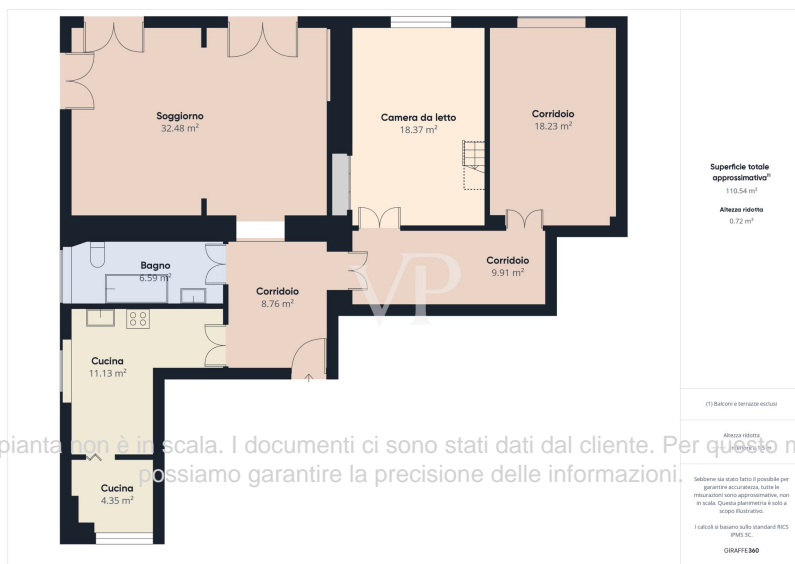 Soggiorno
32.48 m²
Camera da letto
18.37 m²
Corridoio
18.23 m²
Bagno
6.59 m²
Corridoio
8.76 m²
Corridoio
9.91 m²
VP
Cucina
11.13 m²
Cucina
4.35 m²
Superficie totale
approssimativa⁽¹⁾
110.54 m²
Altezza ridotta
0.72 m²
(1) Balconi e terrazze esclusi
Altezza ridotta
pianta non è in scala. I documenti ci sono stati dati dal cliente. Per questo m
possiamo garantire la precisione delle informazioni.
Sebbene sia stato fatto il possibile per
garantire accuratezza, tutte le
misurazioni sono approssimative, non
in scala. Questa planimetria è solo a
scopo illustrativo.
I calcoli si basano sullo standard RICS
IPMS 3C.
GIRAFFE360